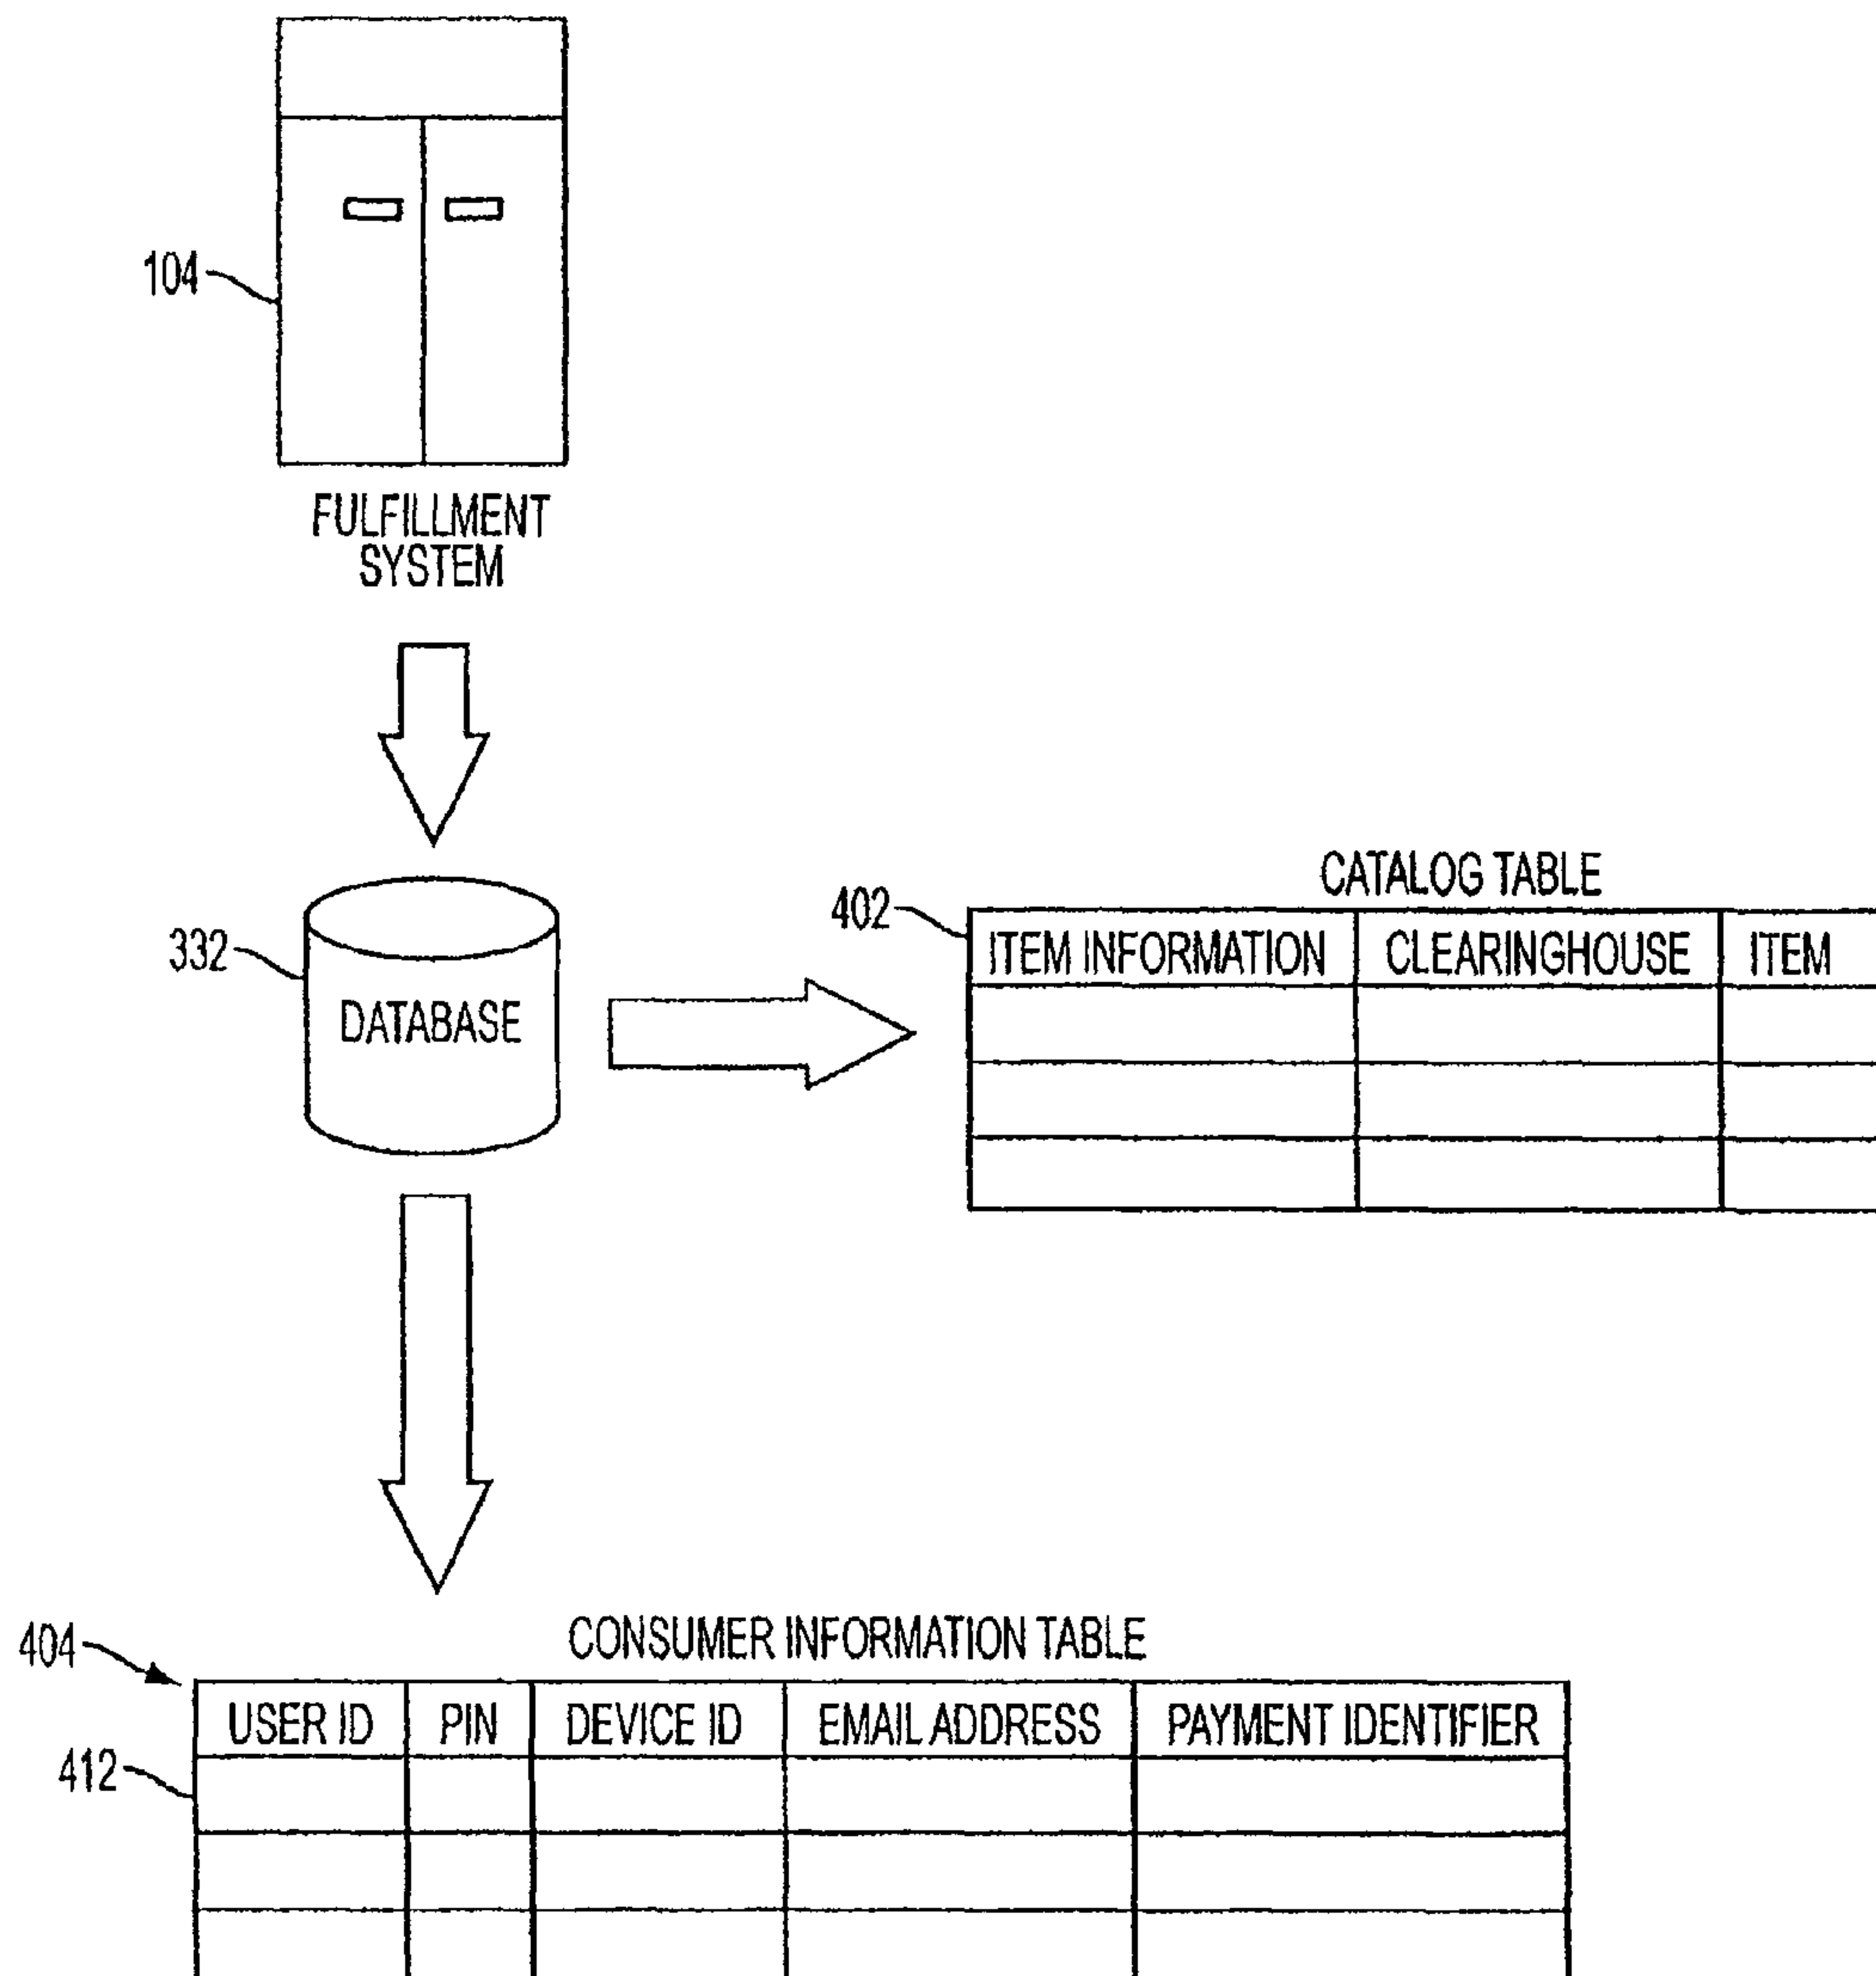 104
FULFILLMENT
SYSTEM
CATALOG TABLE
402
ITEM INFORMATION CLEARINGHOUSE ITEM
332
DATABASE
CONSUMER INFORMATION TABLE
404
USER ID PIN DEVICE ID EMAIL ADDRESS PAYMENT IDENTIFIER
412